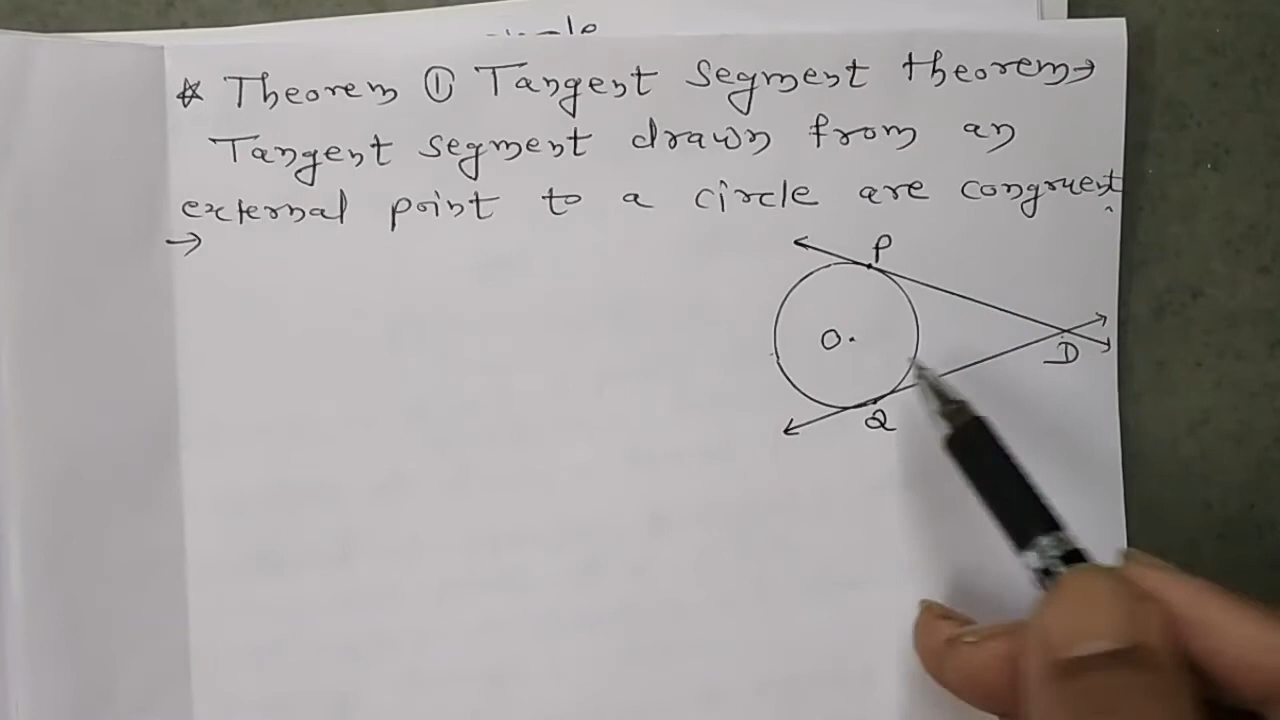 ☆ Theorem ① Tangent segment theorem→
Tangent segment drawn from an
external point to a circle are congruent
→
P
O.
D
Q